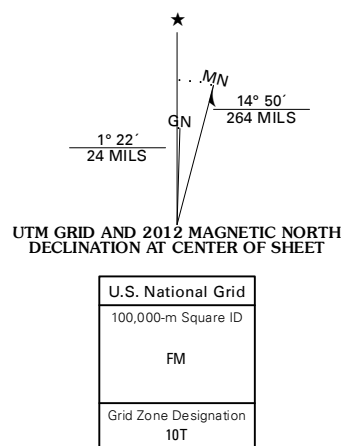 ★
MN
GN
14° 50´
264 MILS
1° 22´
24 MILS
UTM GRID AND 2012 MAGNETIC NORTH
DECLINATION AT CENTER OF SHEET
U.S. National Grid
100,000-m Square ID
FM
Grid Zone Designation
10T